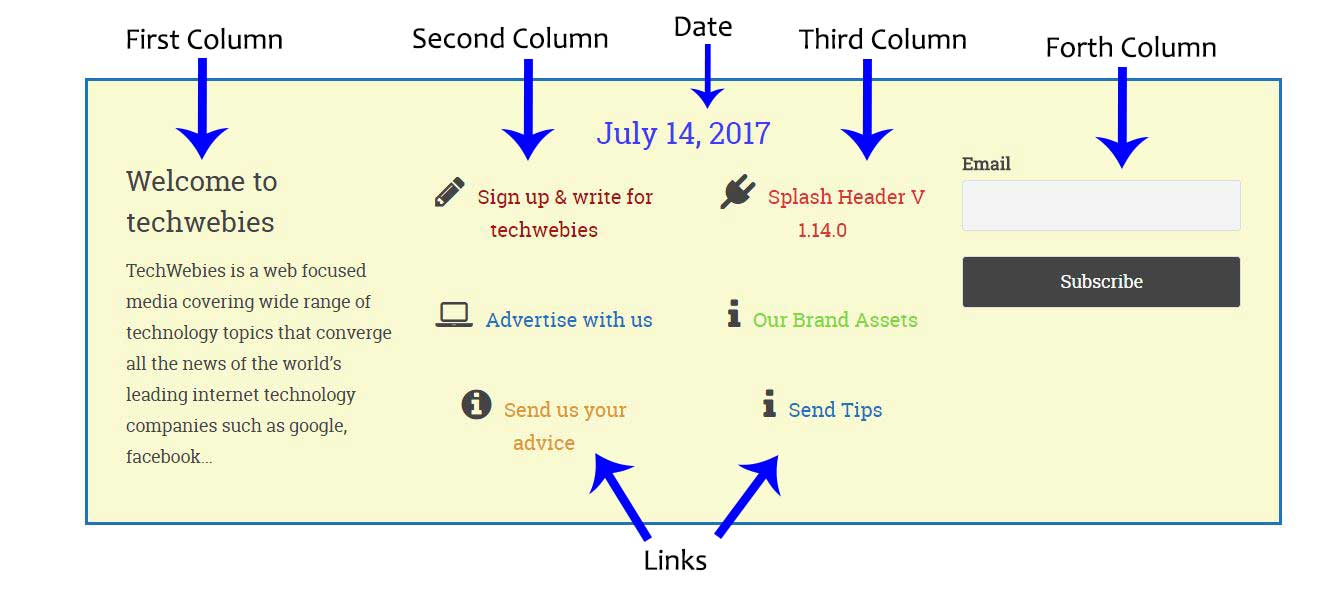 First Column
Second Column
Date
Third Column
Forth Column
July 14, 2017
Welcome to
techwebies
TechWebies is a web focused
media covering wide range of
technology topics that converge
all the news of the world’s
leading internet technology
companies such as google,
facebook...
Sign up & write for
techwebies
Advertise with us
Send us your
advice
Splash Header V
1.14.0
Our Brand Assets
Send Tips
Email
Subscribe
Links